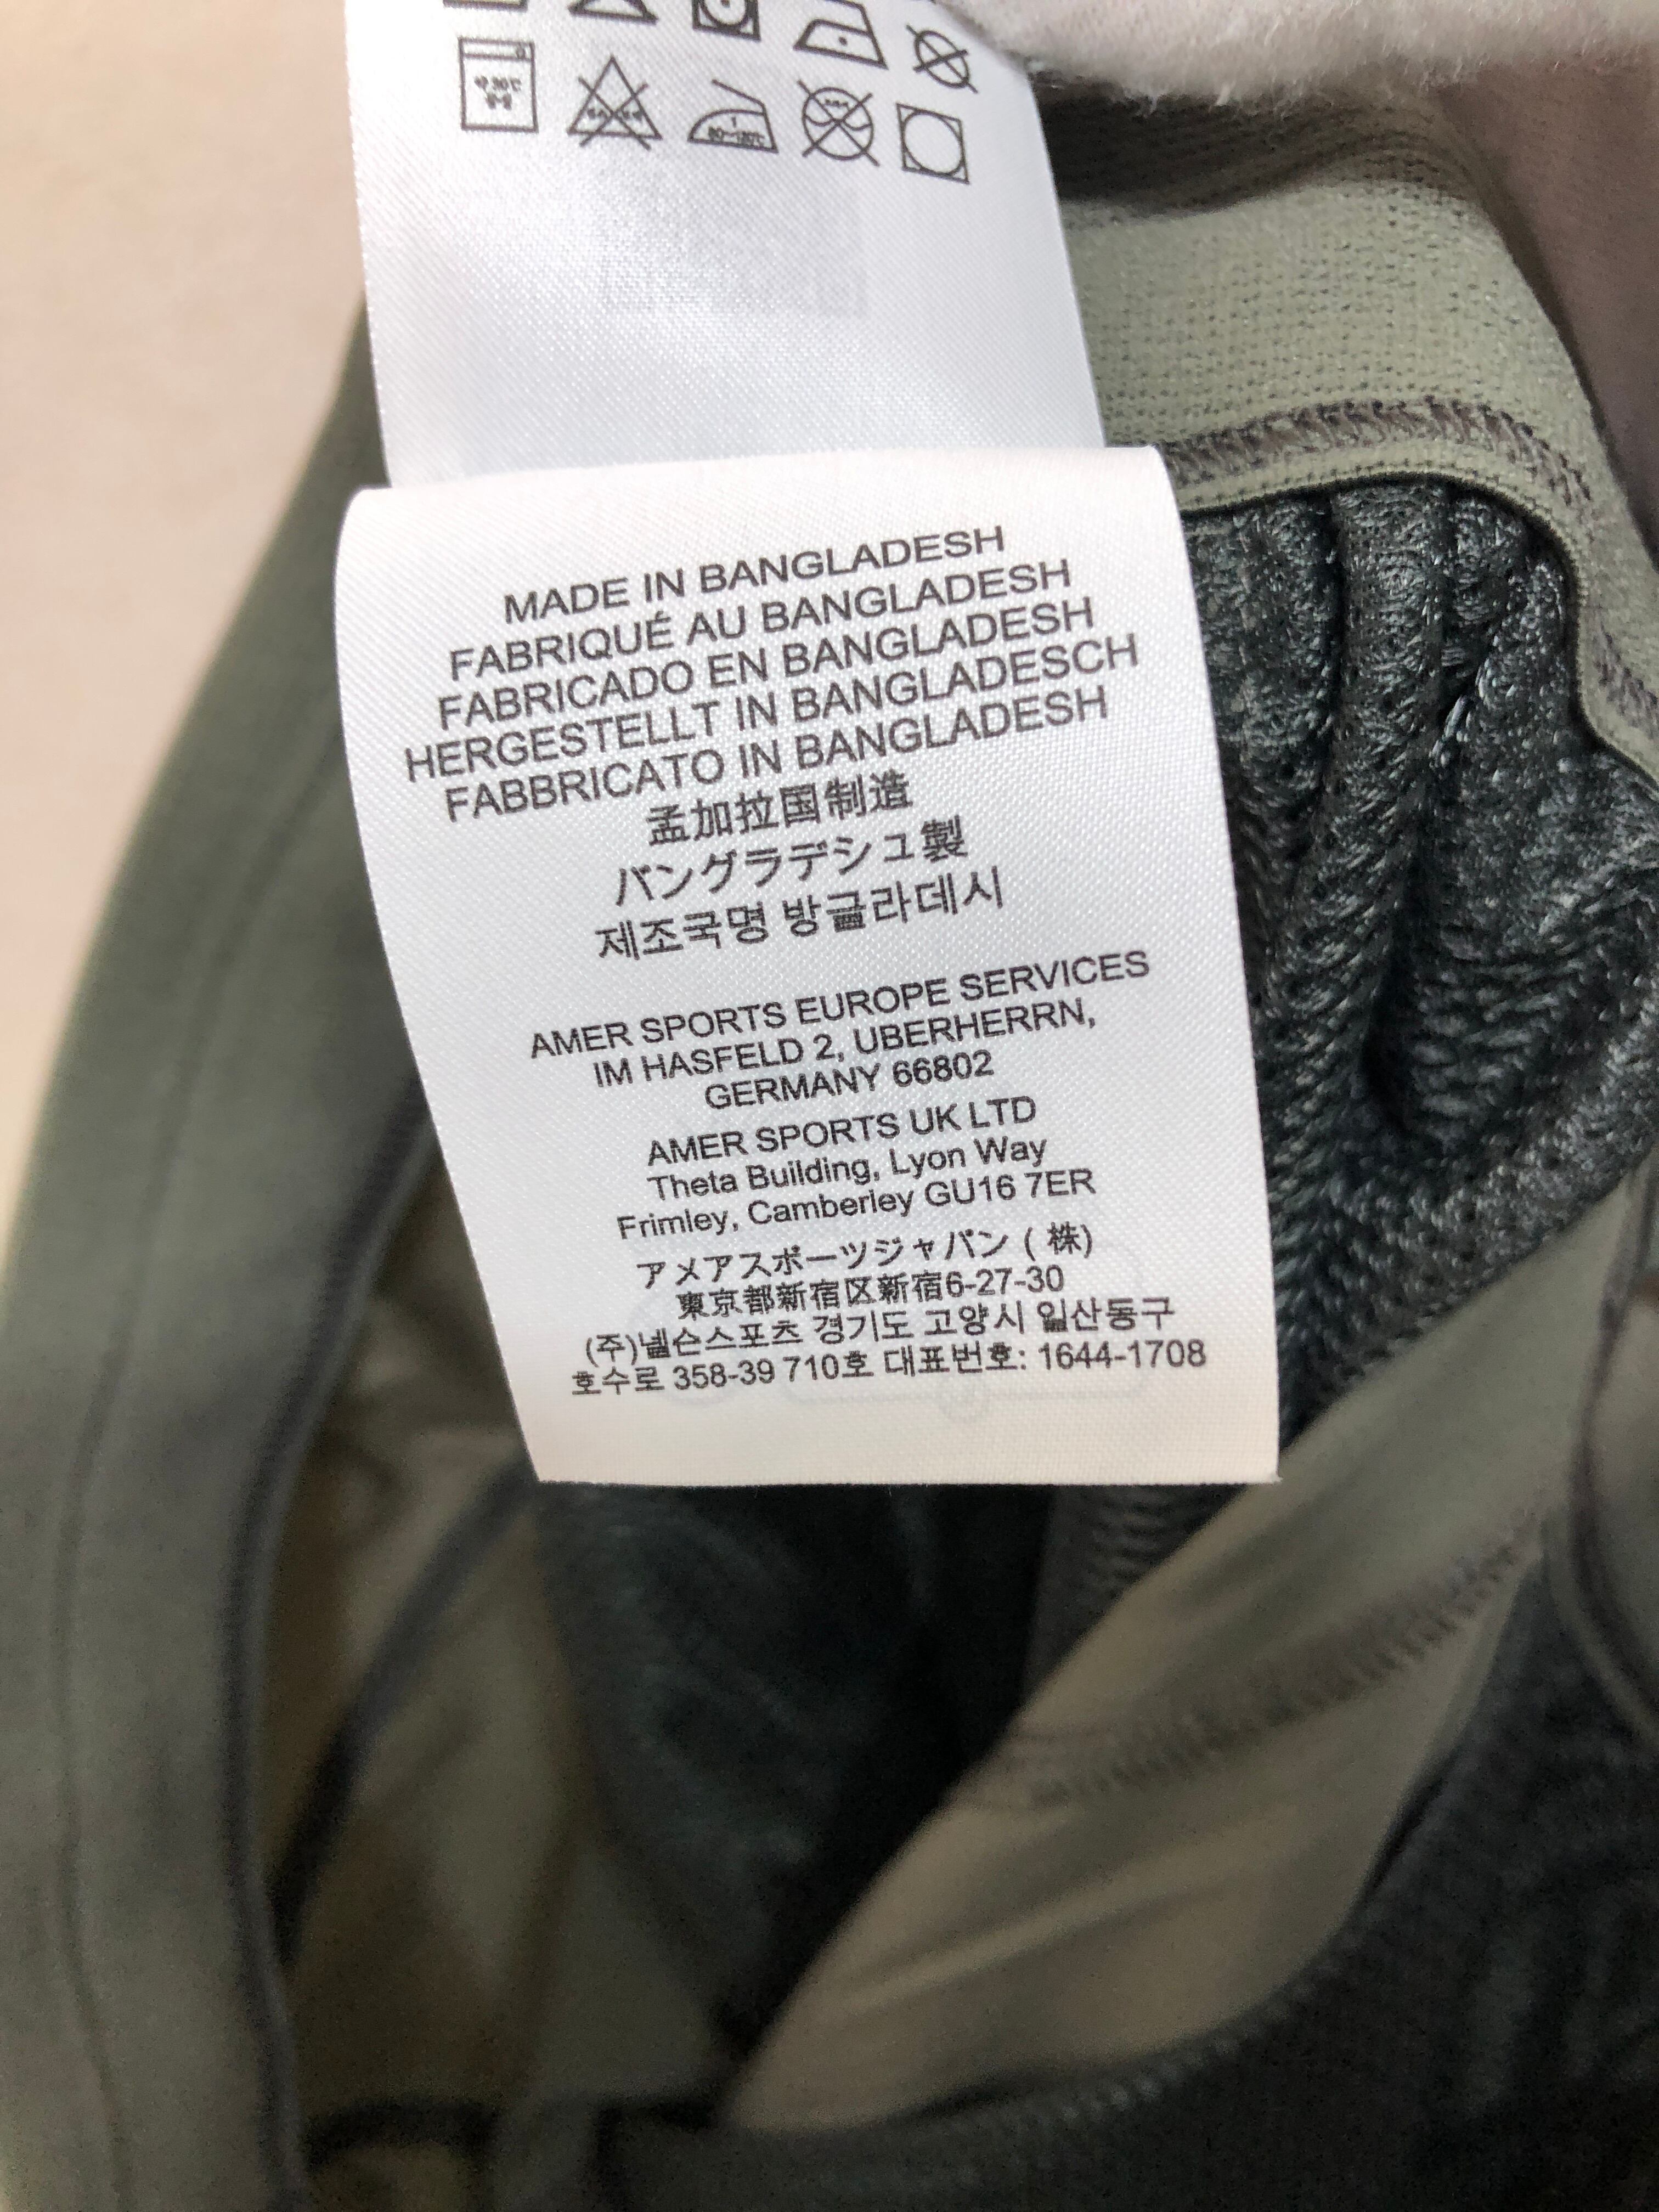 MADE IN BANGLADESH
FABRIQUÉ AU BANGLADESH
FABRICADO EN BANGLADESH
HERGESTELLT IN BANGLADESCH
FABBRICATO IN BANGLADESH
孟加拉国制造
バングラデシュ製
제조국명 방글라데시
AMER SPORTS EUROPE SERVICES
IM HASFELD 2, UBERHERRN,
GERMANY 66802
AMER SPORTS UK LTD
Theta Building, Lyon Way
Frimley, Camberley GU16 7ER
アメアスポーツジャパン ( 株)
東京都新宿区新宿6-27-30
(주)넬슨스포츠 경기도 고양시 일산동구
호수로 358-39 710호 대표번호: 1644-1708